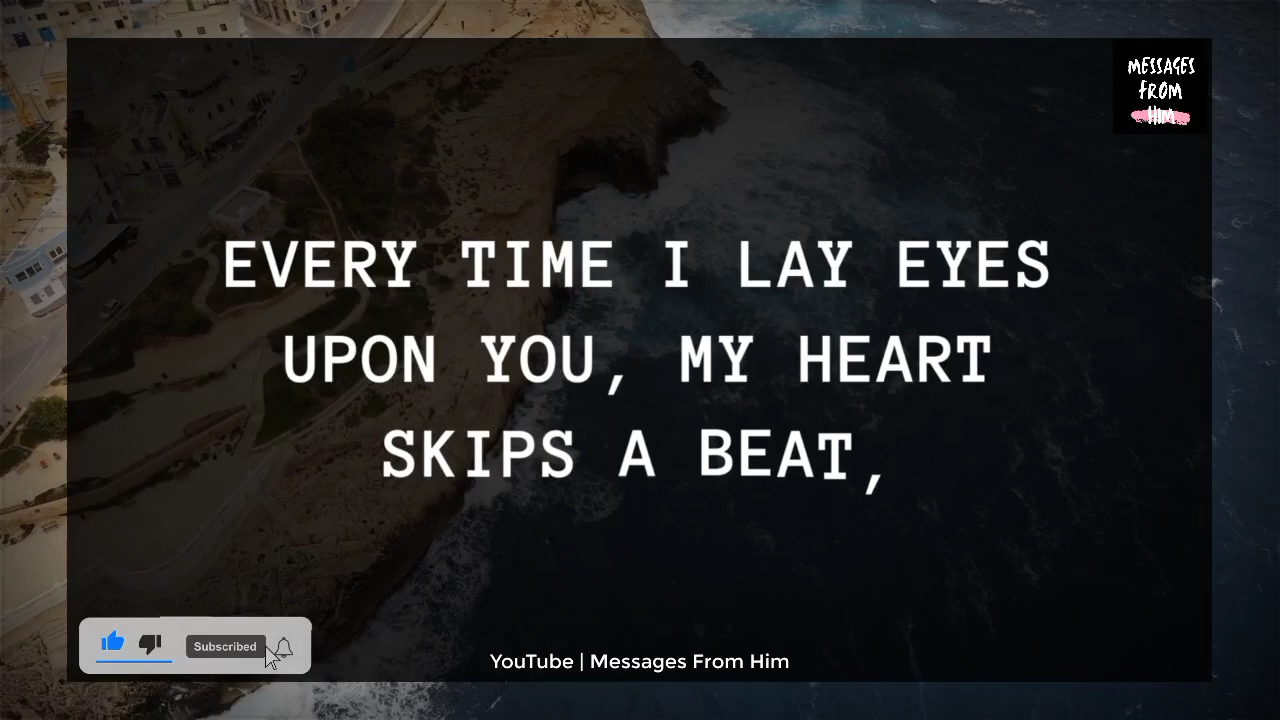 MESSAGES
FROM
HIM
EVERY TIME I LAY EYES
UPON YOU, MY HEART
SKIPS A BEAT,
Subscribed
YouTube | Messages From Him